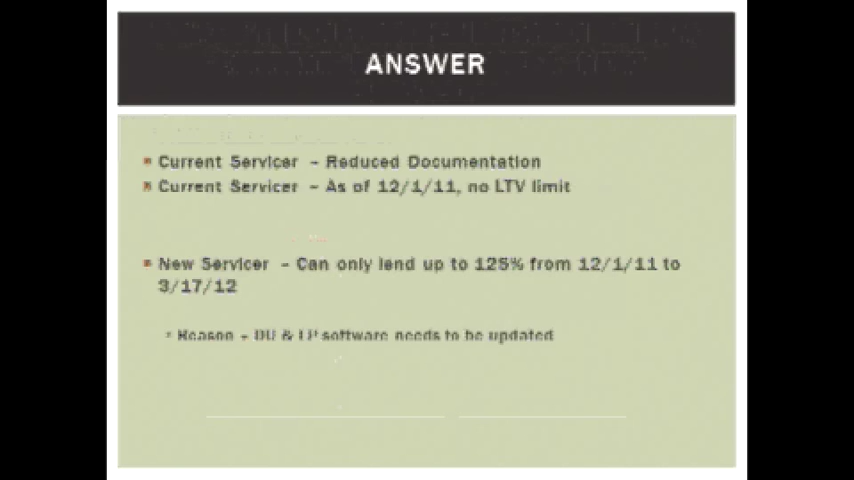 ANSWER
Current Servicer – Reduced Documentation
Current Servicer – As of 12/1/11, no LTV limit
New Servicer – Can only lend up to 125% from 12/1/11 to
3/17/12
Reason – DU & LP software needs to be updated